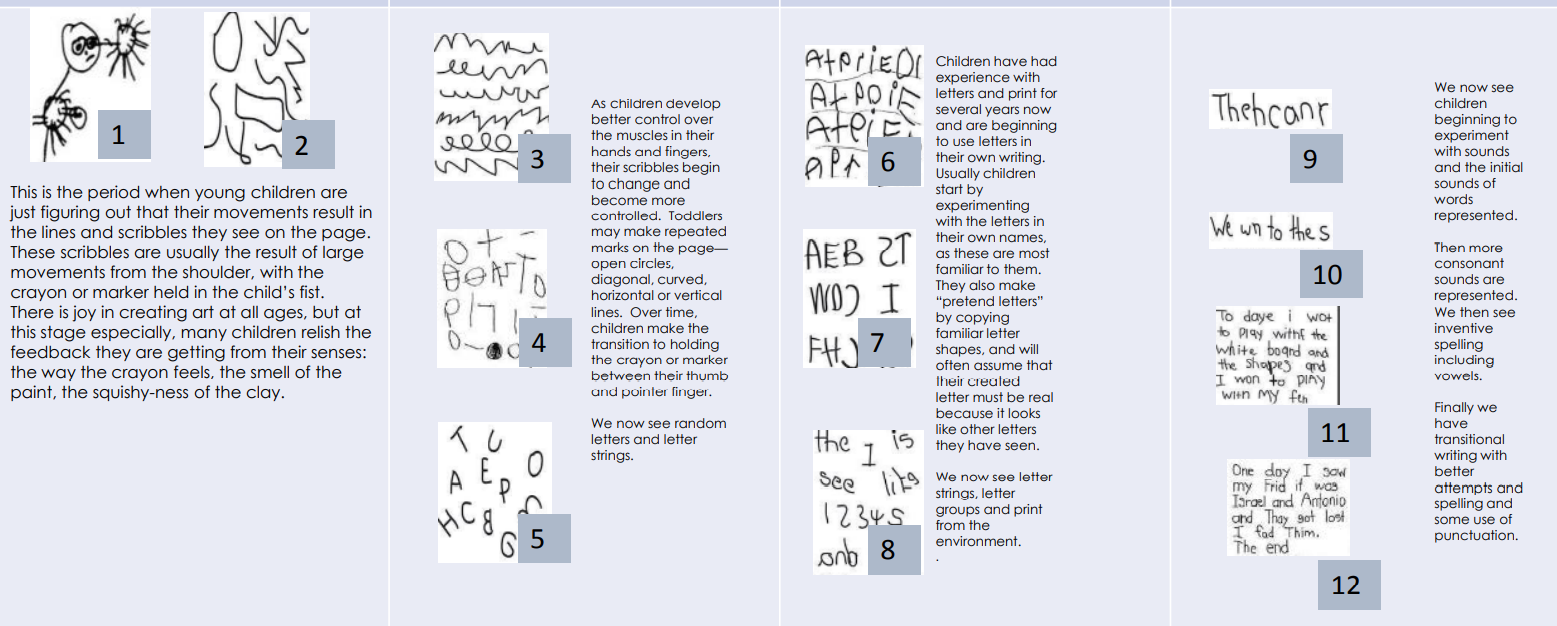 1
2
This is the period when young children are
just figuring out that their movements result in
the lines and scribbles they see on the page.
These scribbles are usually the result of large
movements from the shoulder, with the
crayon or marker held in the child's fist.
There is joy in creating art at all ages, but at
this stage especially, many children relish the
feedback they are getting from their senses:
the way the crayon feels, the smell of the
paint, the squishy-ness of the clay.
3
4
5
T U
A E O
P
H C 8
G
As children develop
better control over
the muscles in their
hands and fingers,
their scribbles begin
to change and
become more
controlled. Toddlers
may make repeated
marks on the page—
open circles,
diagonal, curved,
horizontal or vertical
lines. Over time,
children make the
transition to holding
the crayon or marker
between their thumb
and pointer finger.
We now see random
letters and letter
strings.
AtpriEDI
AtpoiE
AtpiE
APr
6
AEB
I
7
the I is
see
12345
8
Children have had
experience with
letters and print for
several years now
and are beginning
to use letters in
their own writing.
Usually children
start by
experimenting
with the letters in
their own names,
as these are most
familiar to them.
They also make
"pretend letters"
by copying
familiar letter
shapes, and will
often assume that
their created
letter must be real
because it looks
like other letters
they have seen.
We now see letter
strings, letter
groups and print
from the
environment.
.
Thehcanr
9
We wn to the s
10
To daye i wot
to play witht the
white boqrd and
the shapes and
I won to play
with My fen
11
One day I saw
my Frid it was
Israel and Antonio
and Thay got lost
I fad Thim.
The end
12
We now see
children
beginning to
experiment
with sounds
and the initial
sounds of
words
represented.
Then more
consonant
sounds are
represented.
We then see
inventive
spelling
including
vowels.
Finally we
have
transitional
writing with
better
attempts and
spelling and
some use of
punctuation.